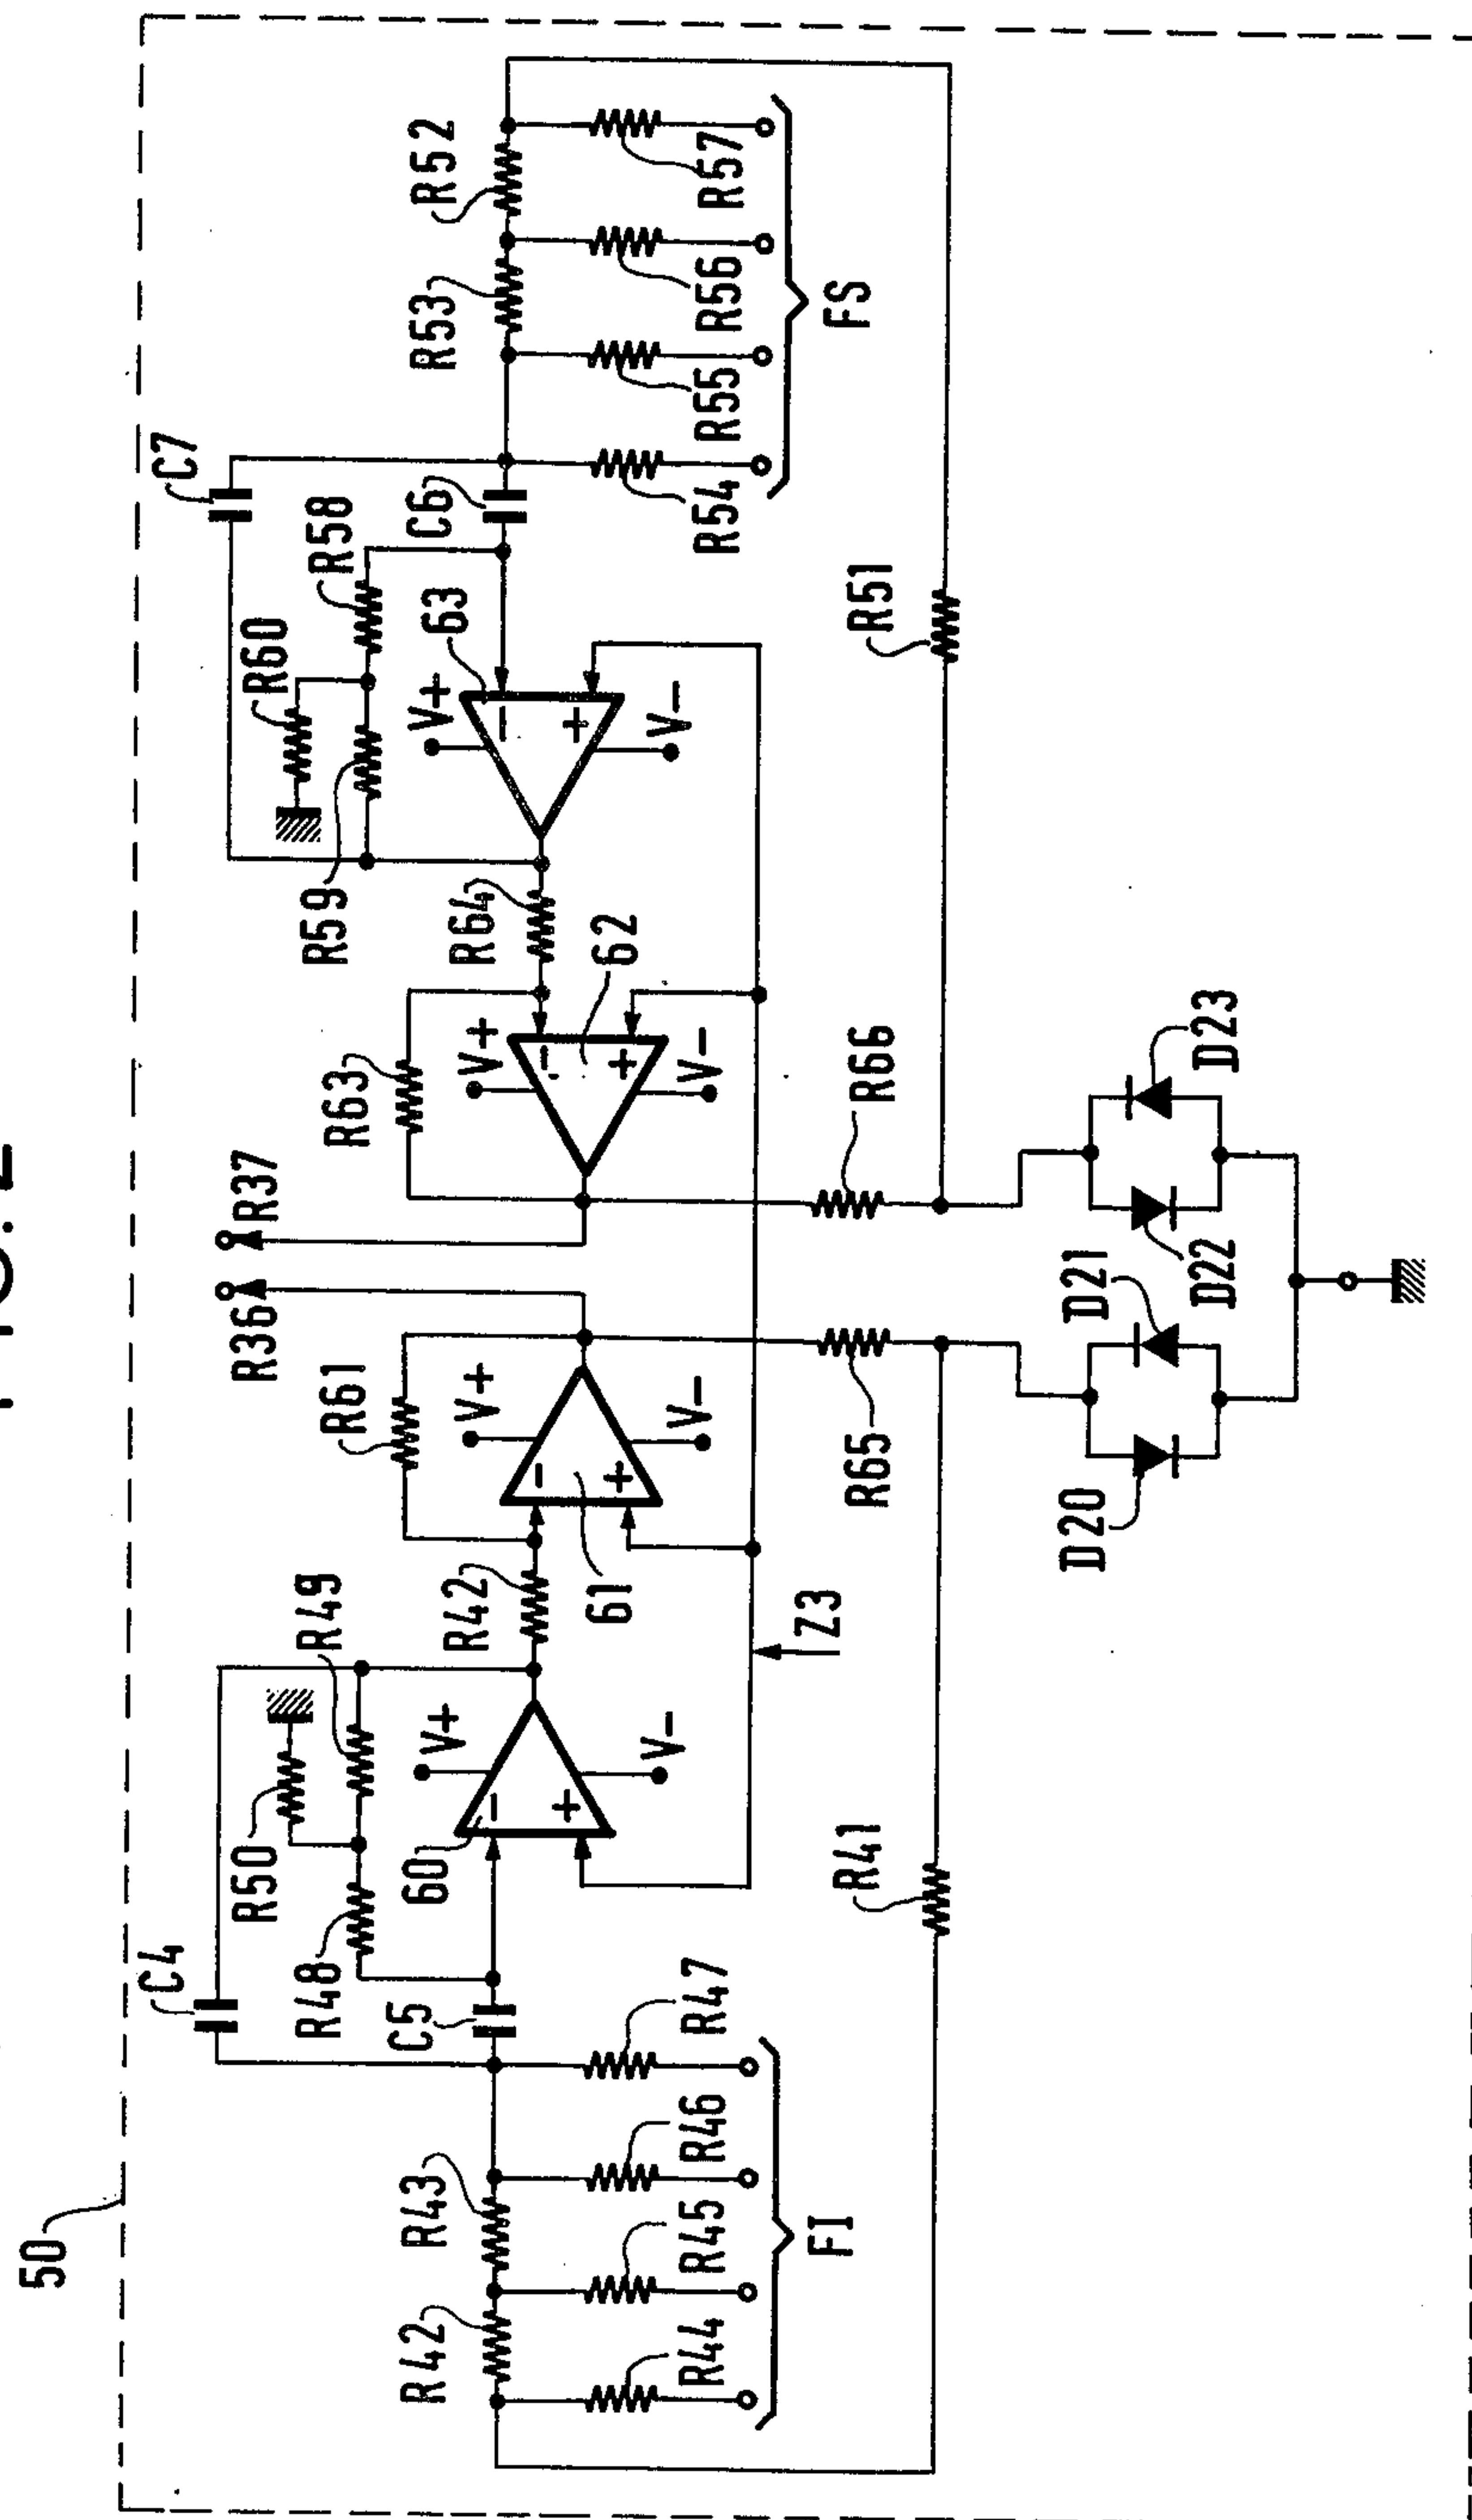 50
C4
C7
R50
R36
R37
R60
R48
R49
R61
R63
R59
R58
R42
R43
C5
60
V+
R42
V+
V+
R64
V+
63
C6
R53
R52
−
−
−
−
61
62
+
+
+
+
V−
V−
V−
V−
R44
R45
R46
R47
R54
R55
R56
R57
FI
Z3
FS
R41
R65
R66
R51
D20
D21
D22
D23